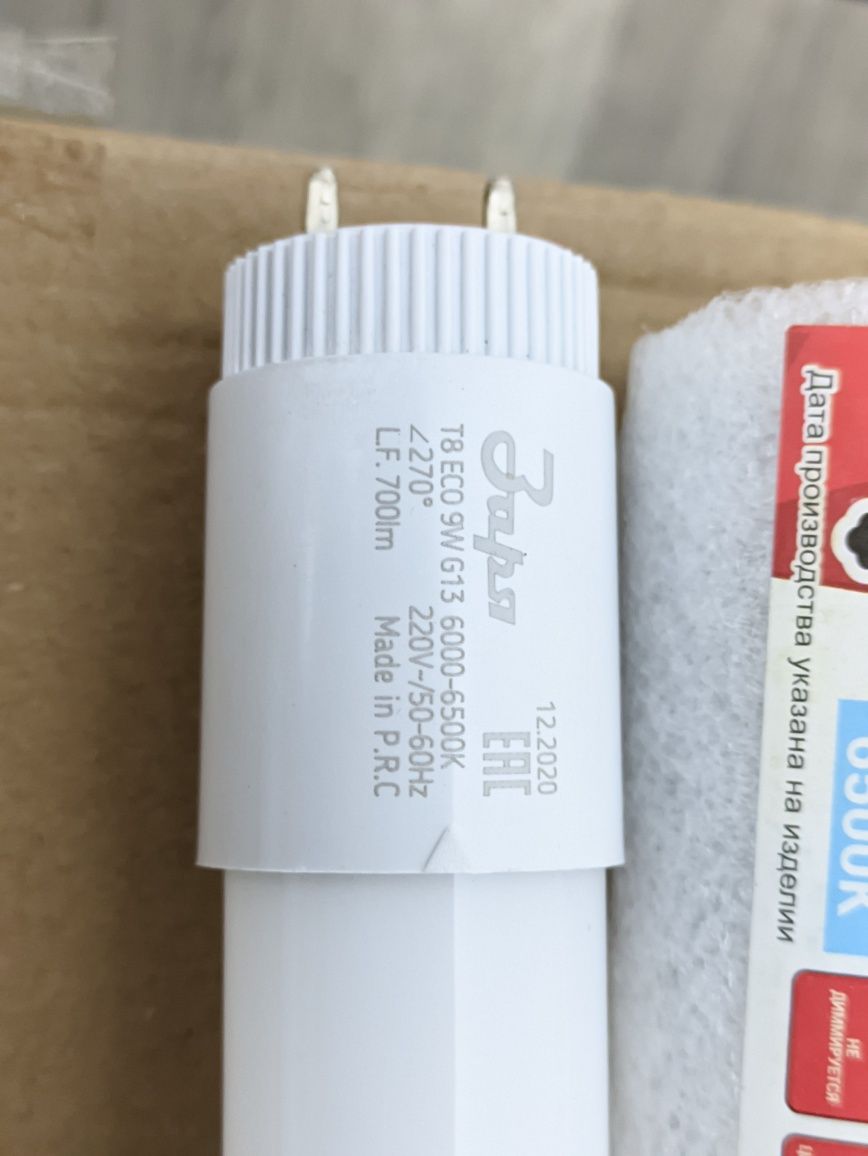 Заря
12.2020
EAC
T8 ECO 9W G13 6000-6500K
∠270° 220V~/50-60Hz
L.F. 700lm Made in P.R.C
Дата производства указана на изделии
6500K
НЕ
ДИММИРУЕТСЯ